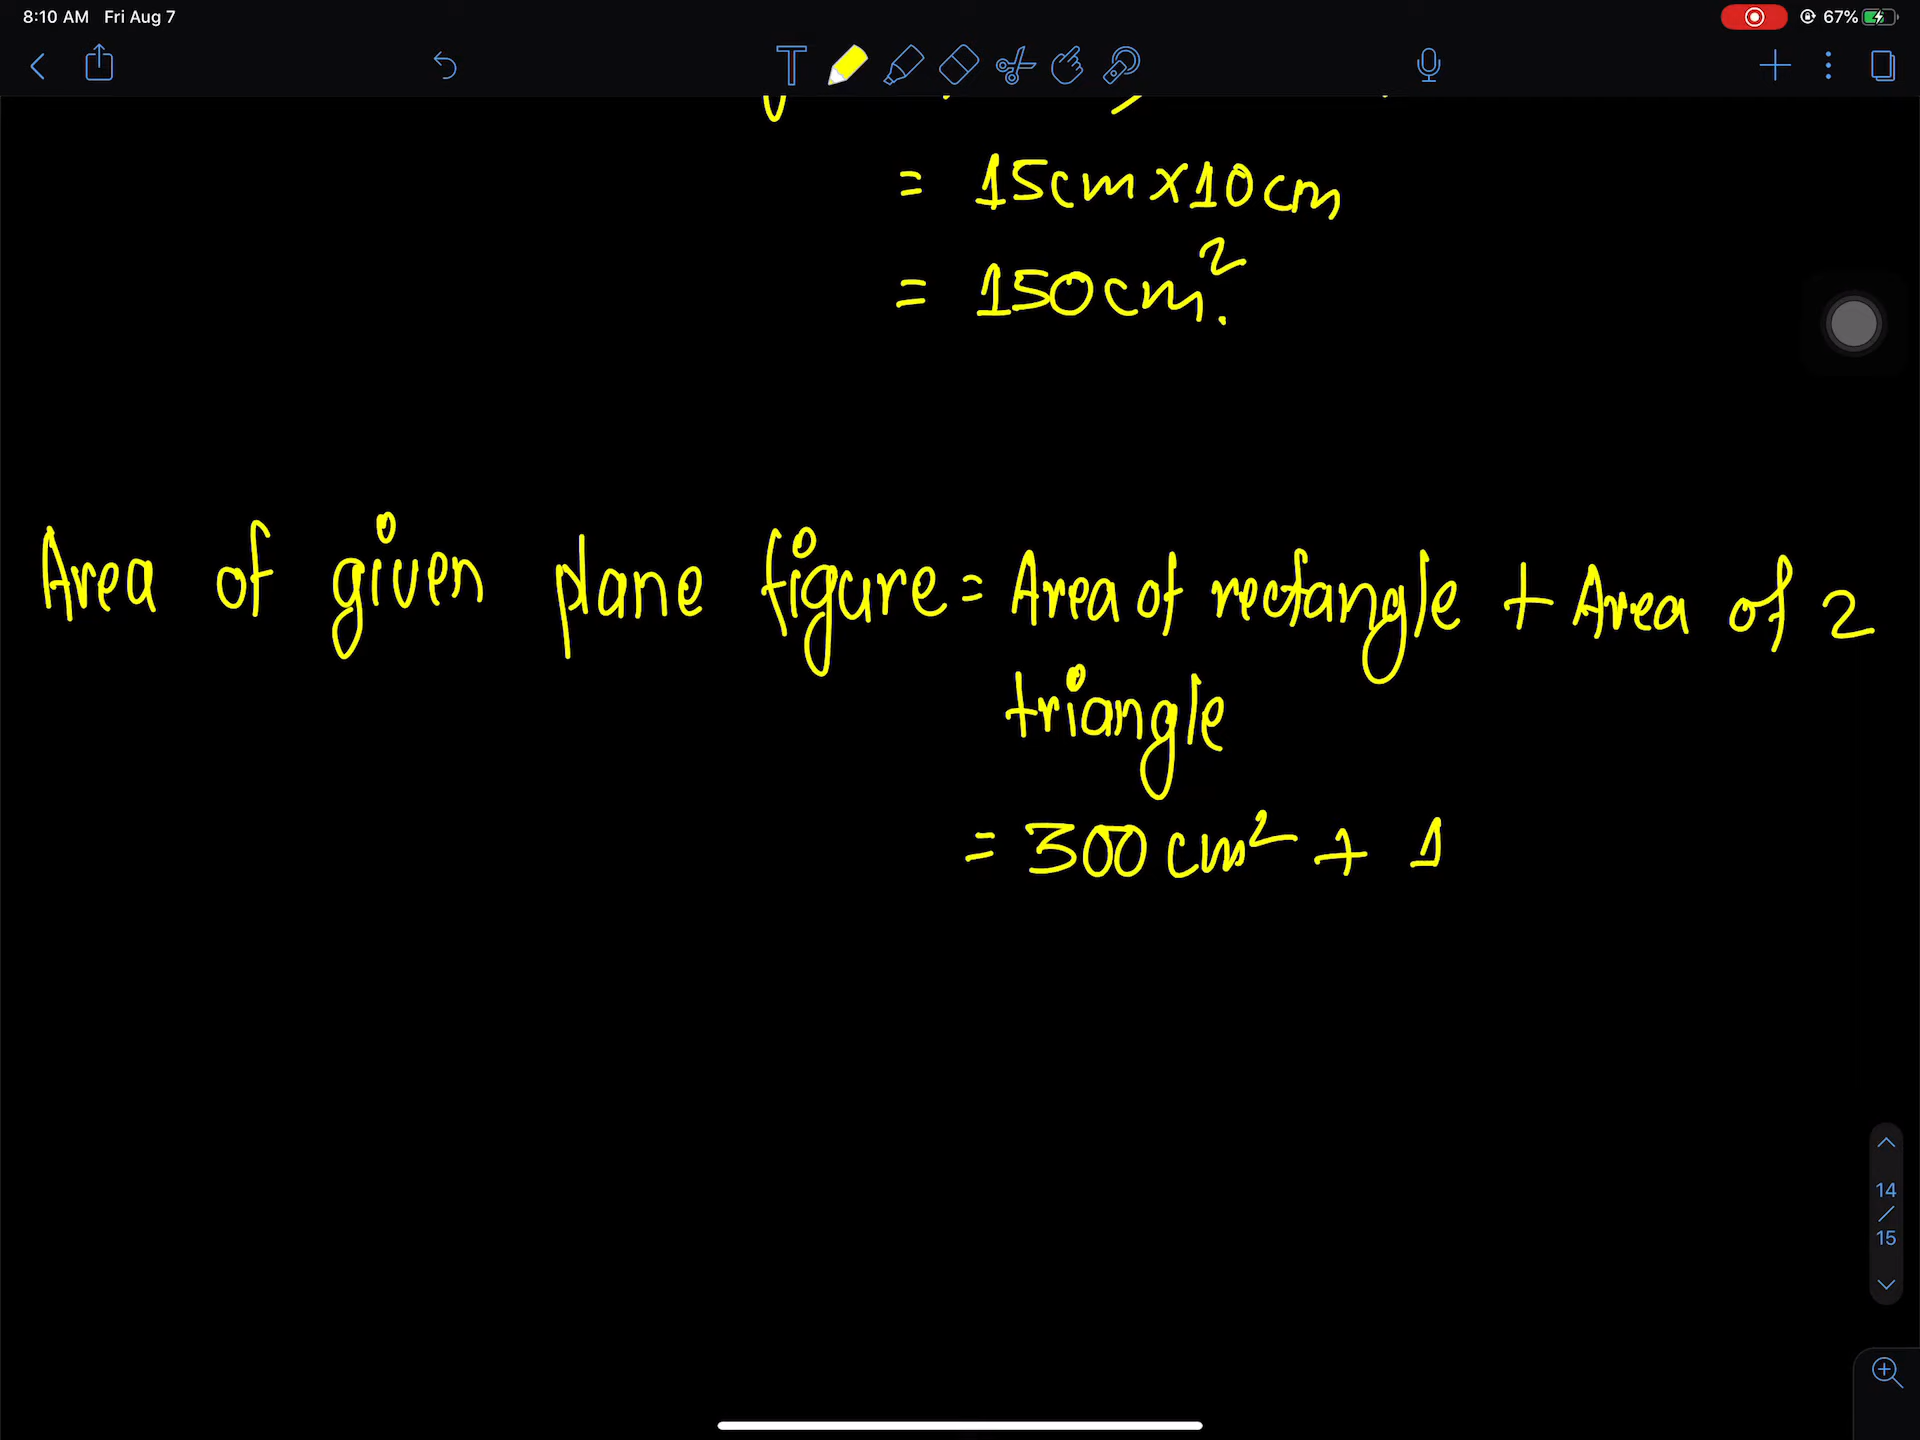 8:10 AM Fri Aug 7
67%
= 15cm x 10cm
= 150cm².
Area of given plane figure = Area of rectangle + Area of 2
triangle
= 300 cm² + 1
14
/
15